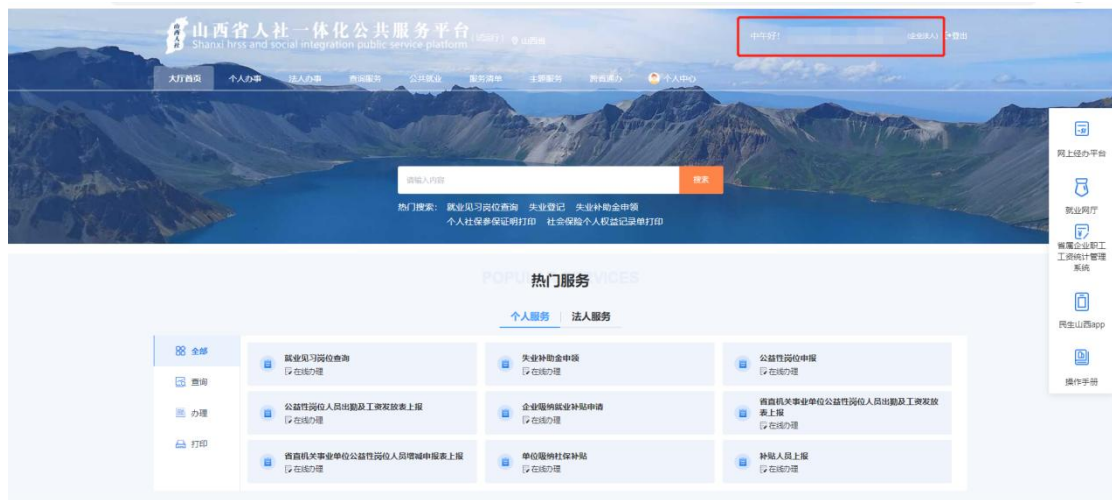 山西省人社一体化公共服务平台 (试运行) 山西省
Shanxi hrss and social integration public service platform
中午好! (企业法人) 登出
大厅首页 个人办事 法人办事 查询服务 公共就业 服务清单 主题服务 跨省通办 个人中心
请输入内容 搜索
热门搜索: 就业见习岗位查询 失业登记 失业补助金申领
个人社保参保证明打印 社会保险个人权益记录单打印
网上经办平台
就业网厅
省属企业职工
工资统计管理
系统
民生山西app
操作手册
热门服务
个人服务 法人服务
全部
查询
办理
打印
就业见习岗位查询
在线办理
失业补助金申领
在线办理
公益性岗位申报
在线办理
公益性岗位人员出勤及工资发放表上报
在线办理
企业吸纳就业补贴申请
在线办理
省直机关事业单位公益性岗位人员出勤及工资发放
表上报
在线办理
省直机关事业单位公益性岗位人员增减申报表上报
在线办理
单位吸纳社保补贴
在线办理
补贴人员上报
在线办理